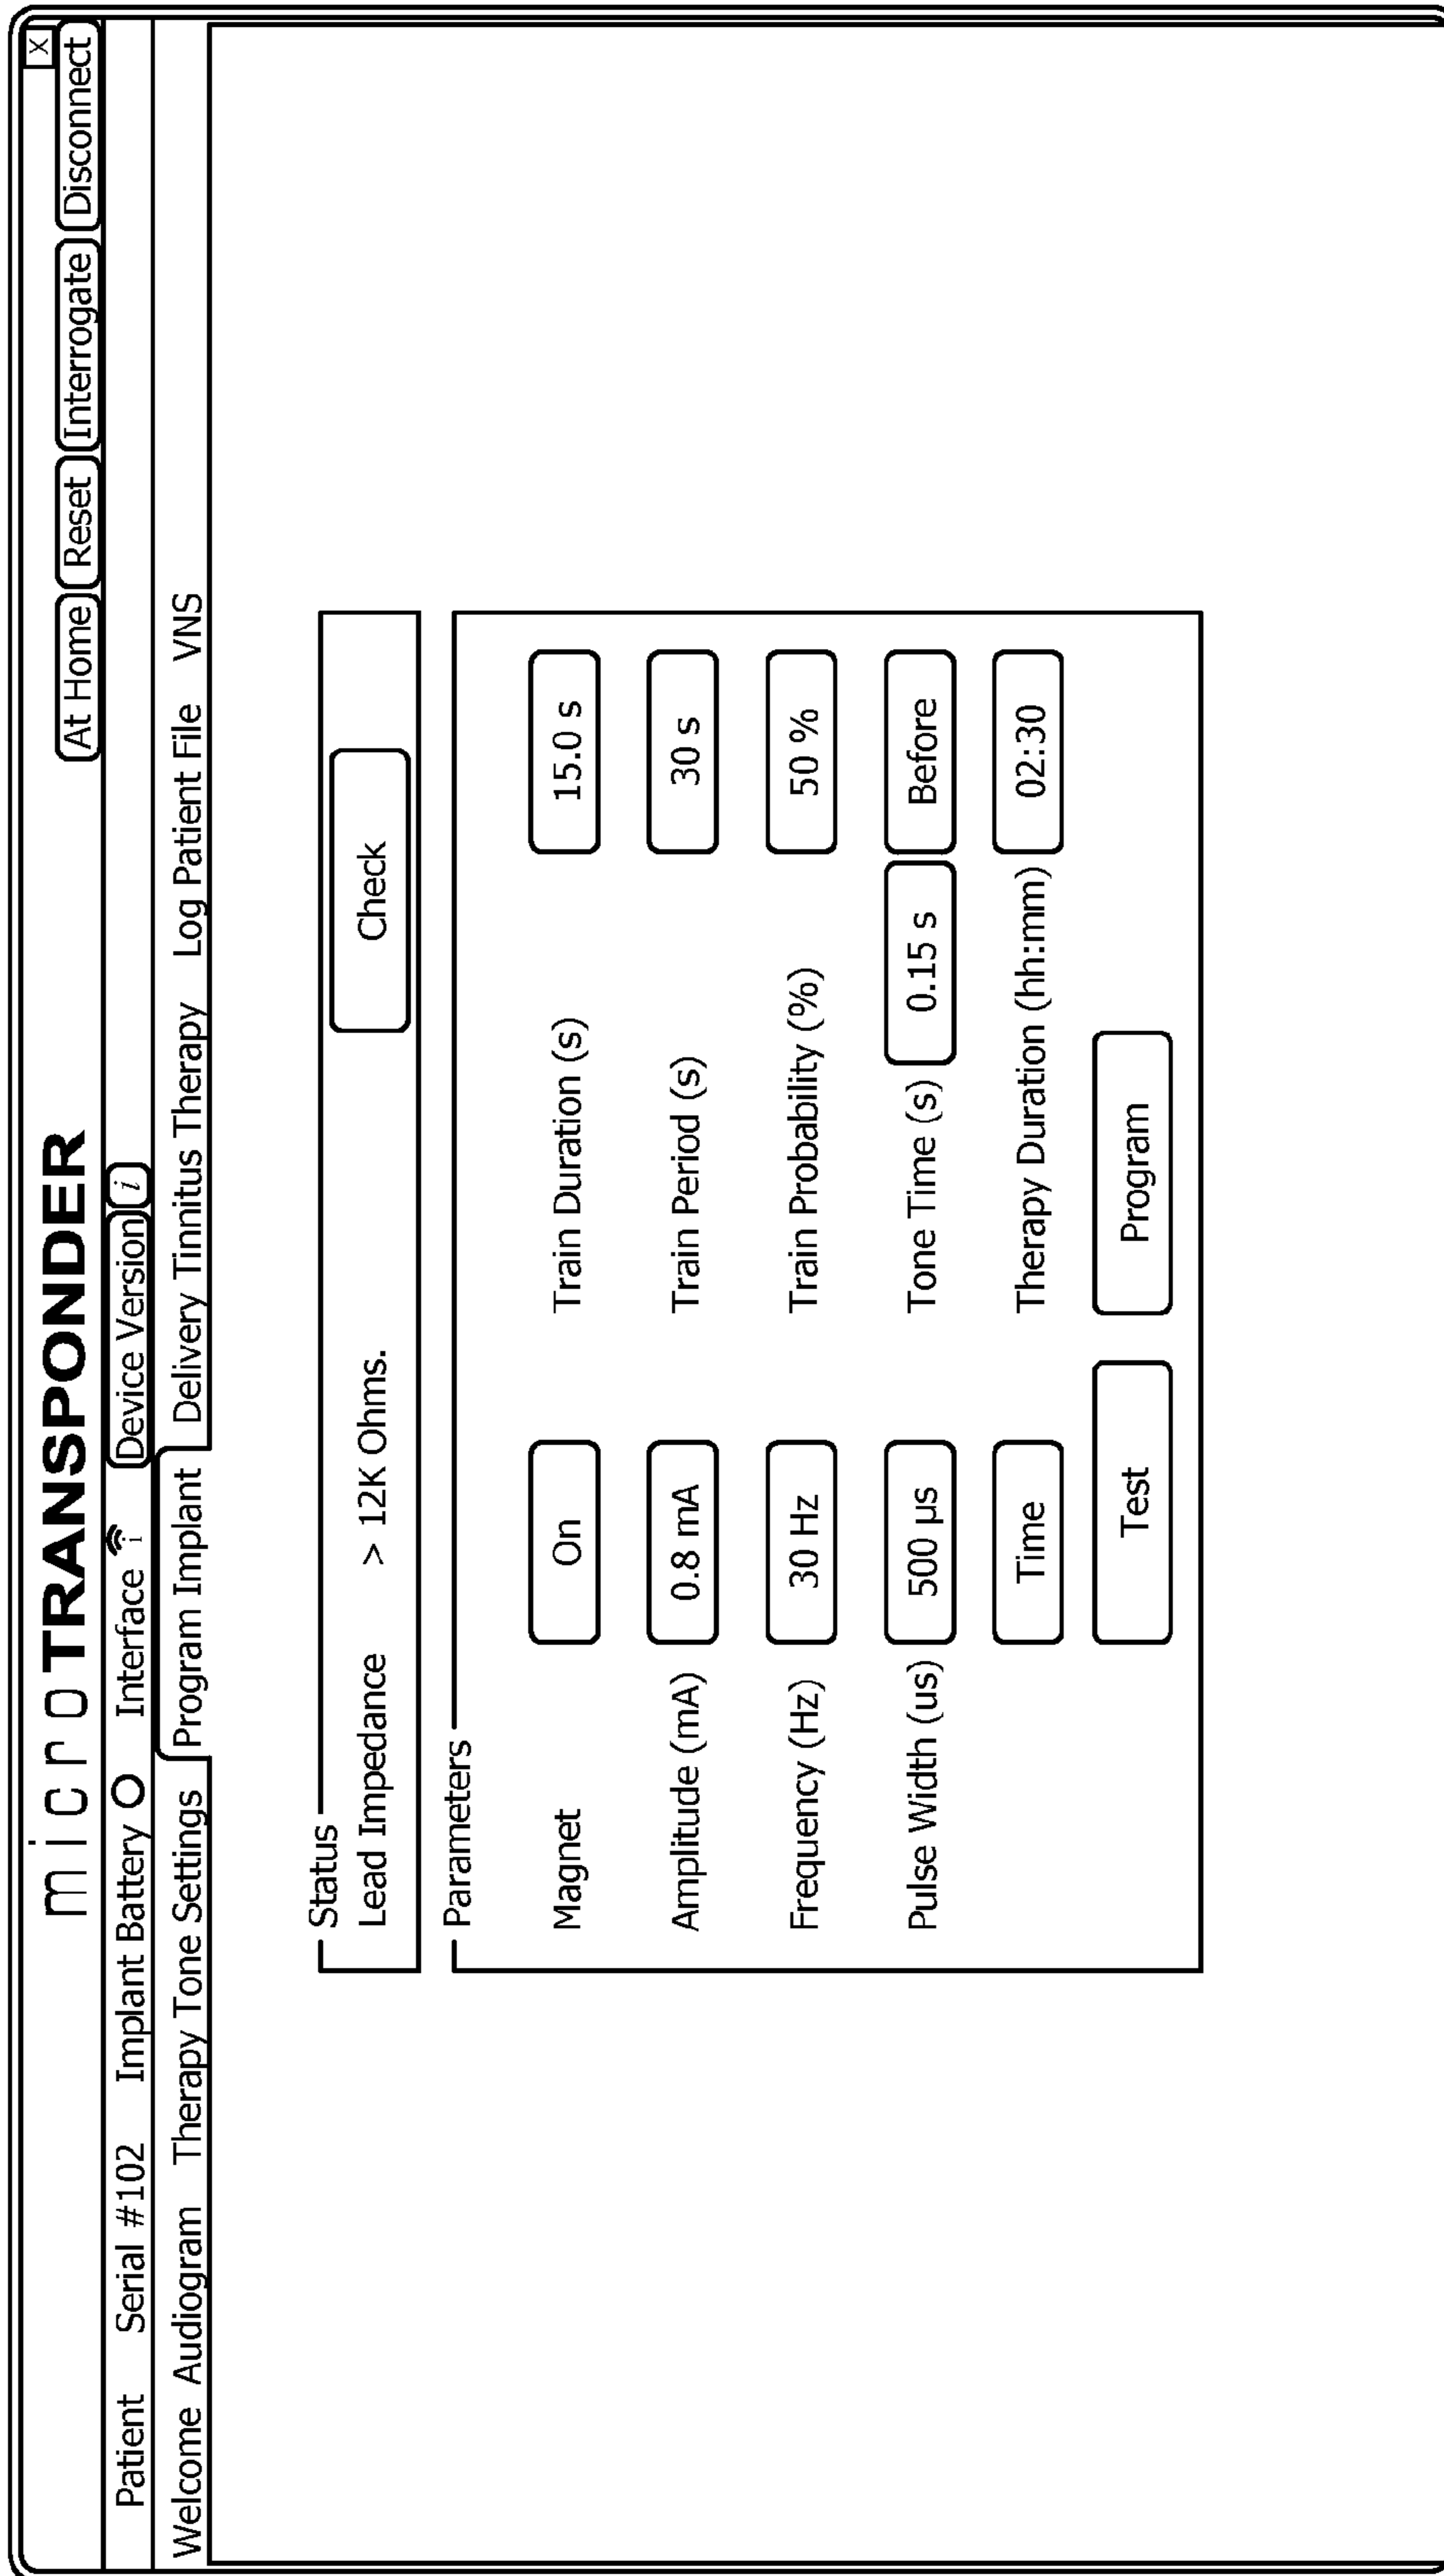 X
microTRANSPONDER
At Home Reset Interrogate Disconnect
Patient Serial #102 Implant Battery Interface i Device Version i
Welcome Audiogram Therapy Tone Settings Program Implant Delivery Tinnitus Therapy Log Patient File VNS
Status
Lead Impedance > 12K Ohms. Check
Parameters
Magnet On Train Duration (s) 15.0 s
Amplitude (mA) 0.8 mA Train Period (s) 30 s
Frequency (Hz) 30 Hz Train Probability (%) 50 %
Pulse Width (us) 500 µs Tone Time (s) 0.15 s Before
Time Therapy Duration (hh:mm) 02:30
Test Program